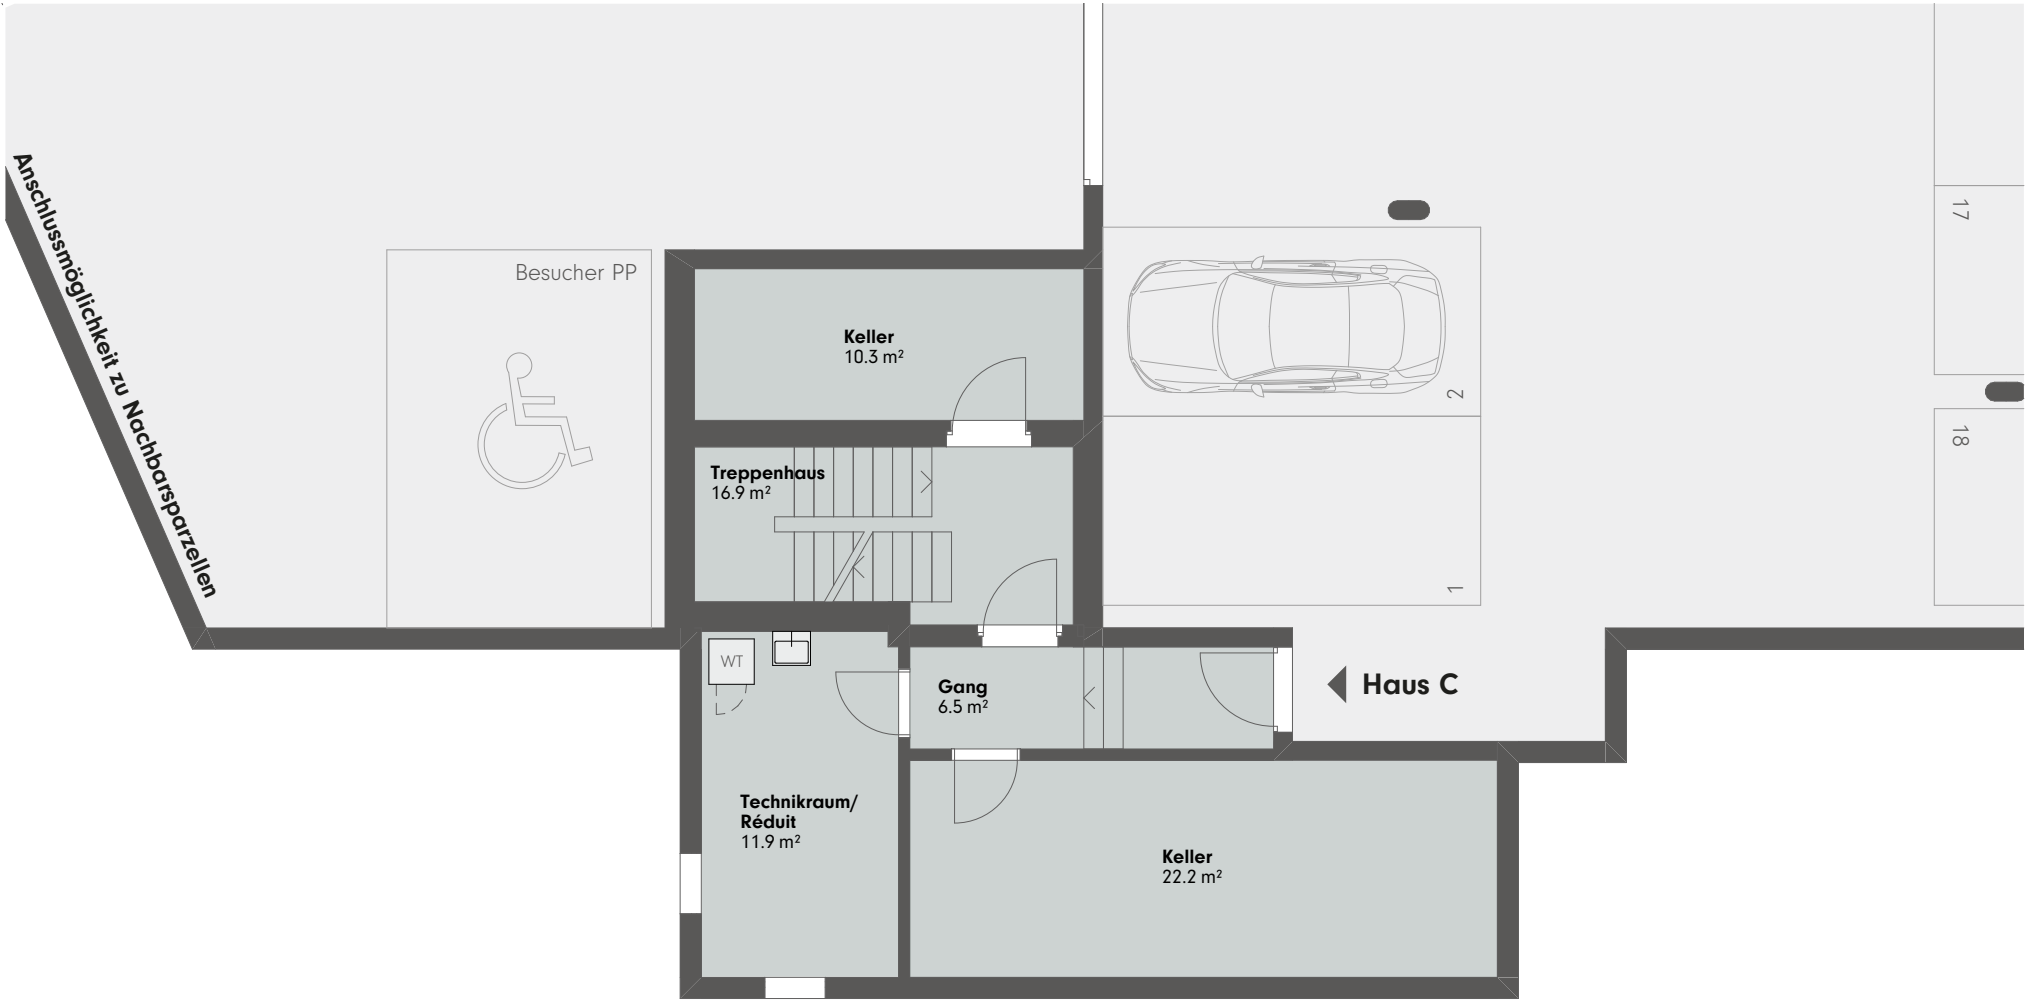 Anschlussmöglichkeit zu Nachbarsparzellen
Besucher PP
Keller
10.3 m²
Treppenhaus
16.9 m²
2
1
17
18
WT
Gang
6.5 m²
Haus C
Technikraum/
Réduit
11.9 m²
Keller
22.2 m²